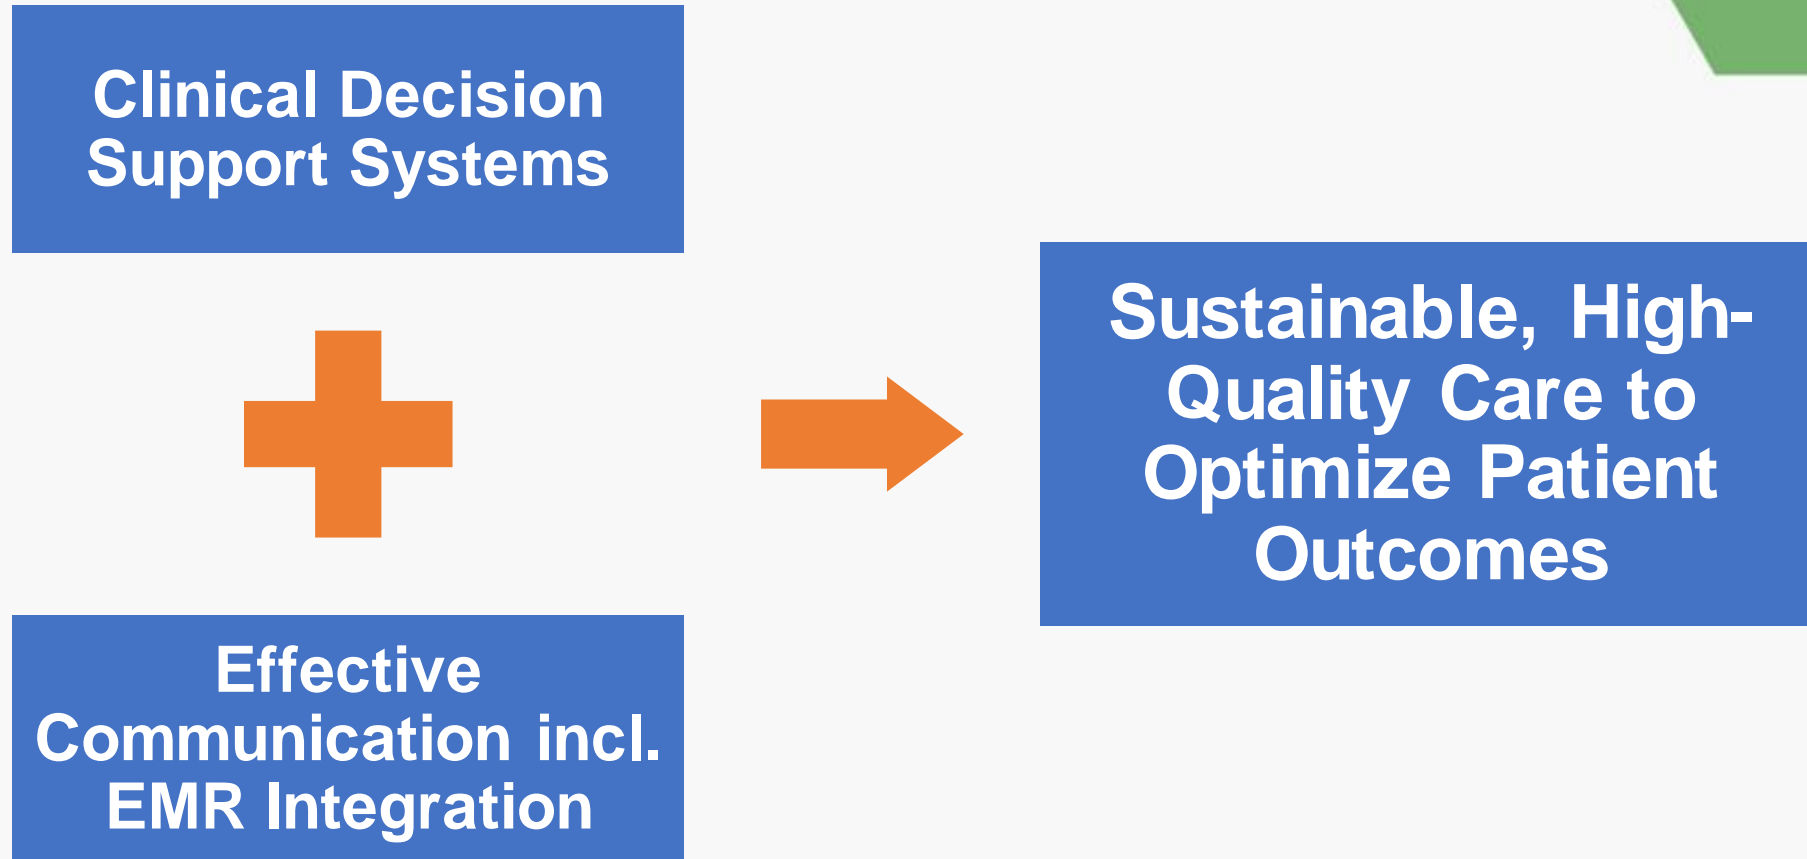 Clinical Decision
Support Systems
Effective
Communication incl.
EMR Integration
Sustainable, High-
Quality Care to
Optimize Patient
Outcomes